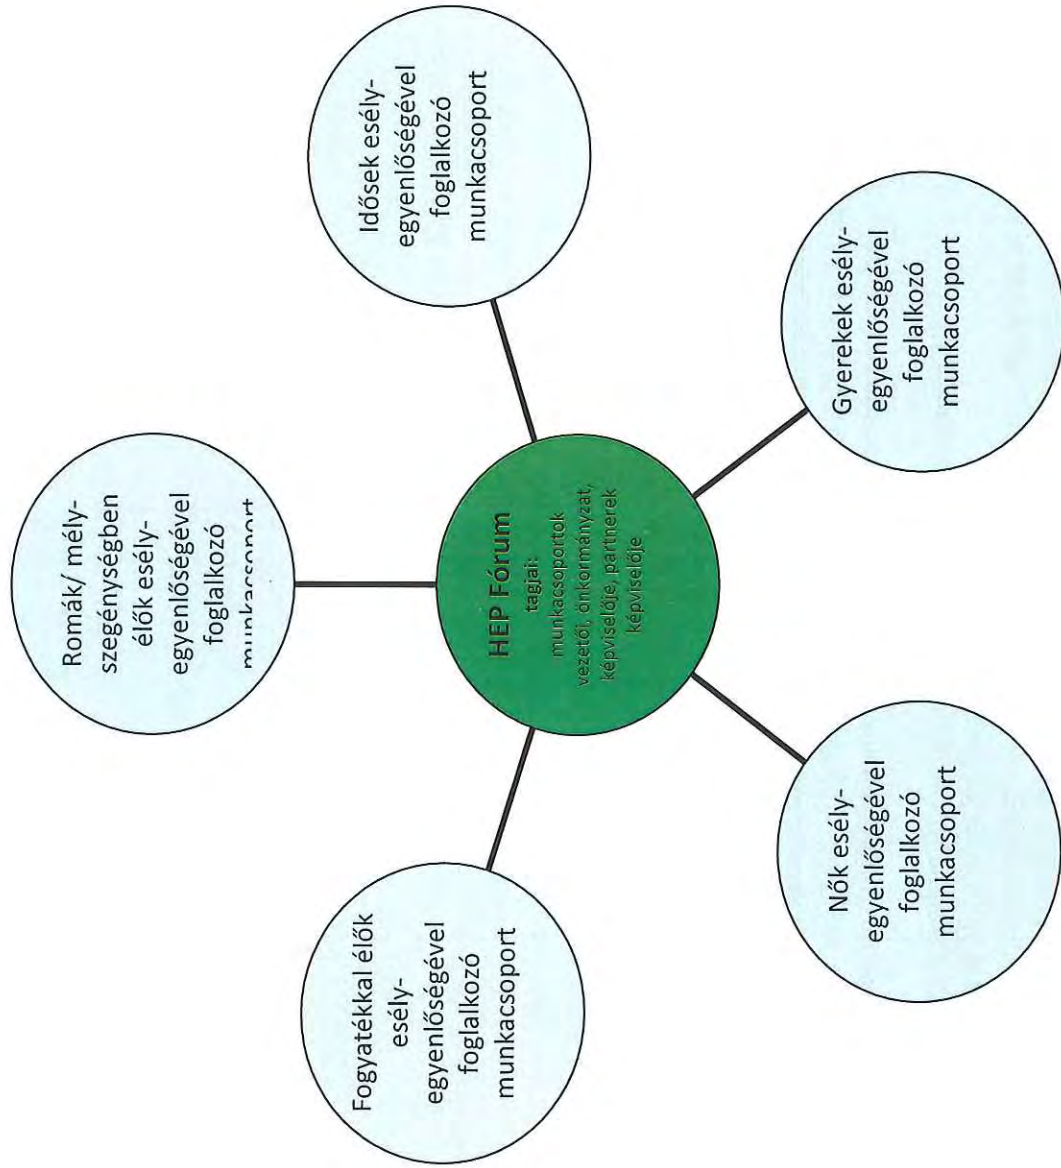 Romák/ mély-
szegénységben
élők esély-
egyenlőségével
foglalkozó
munkacsoport
Fogyatékkal élők
esély-
egyenlőségével
foglalkozó
munkacsoport
Idősek esély-
egyenlőségével
foglalkozó
munkacsoport
HEP Fórum
tagjai:
munkacsoportok
vezetői, önkormányzat,
képviselője, partnerek
képviselője
Nők esély-
egyenlőségével
foglalkozó
munkacsoport
Gyerekek esély-
egyenlőségével
foglalkozó
munkacsoport